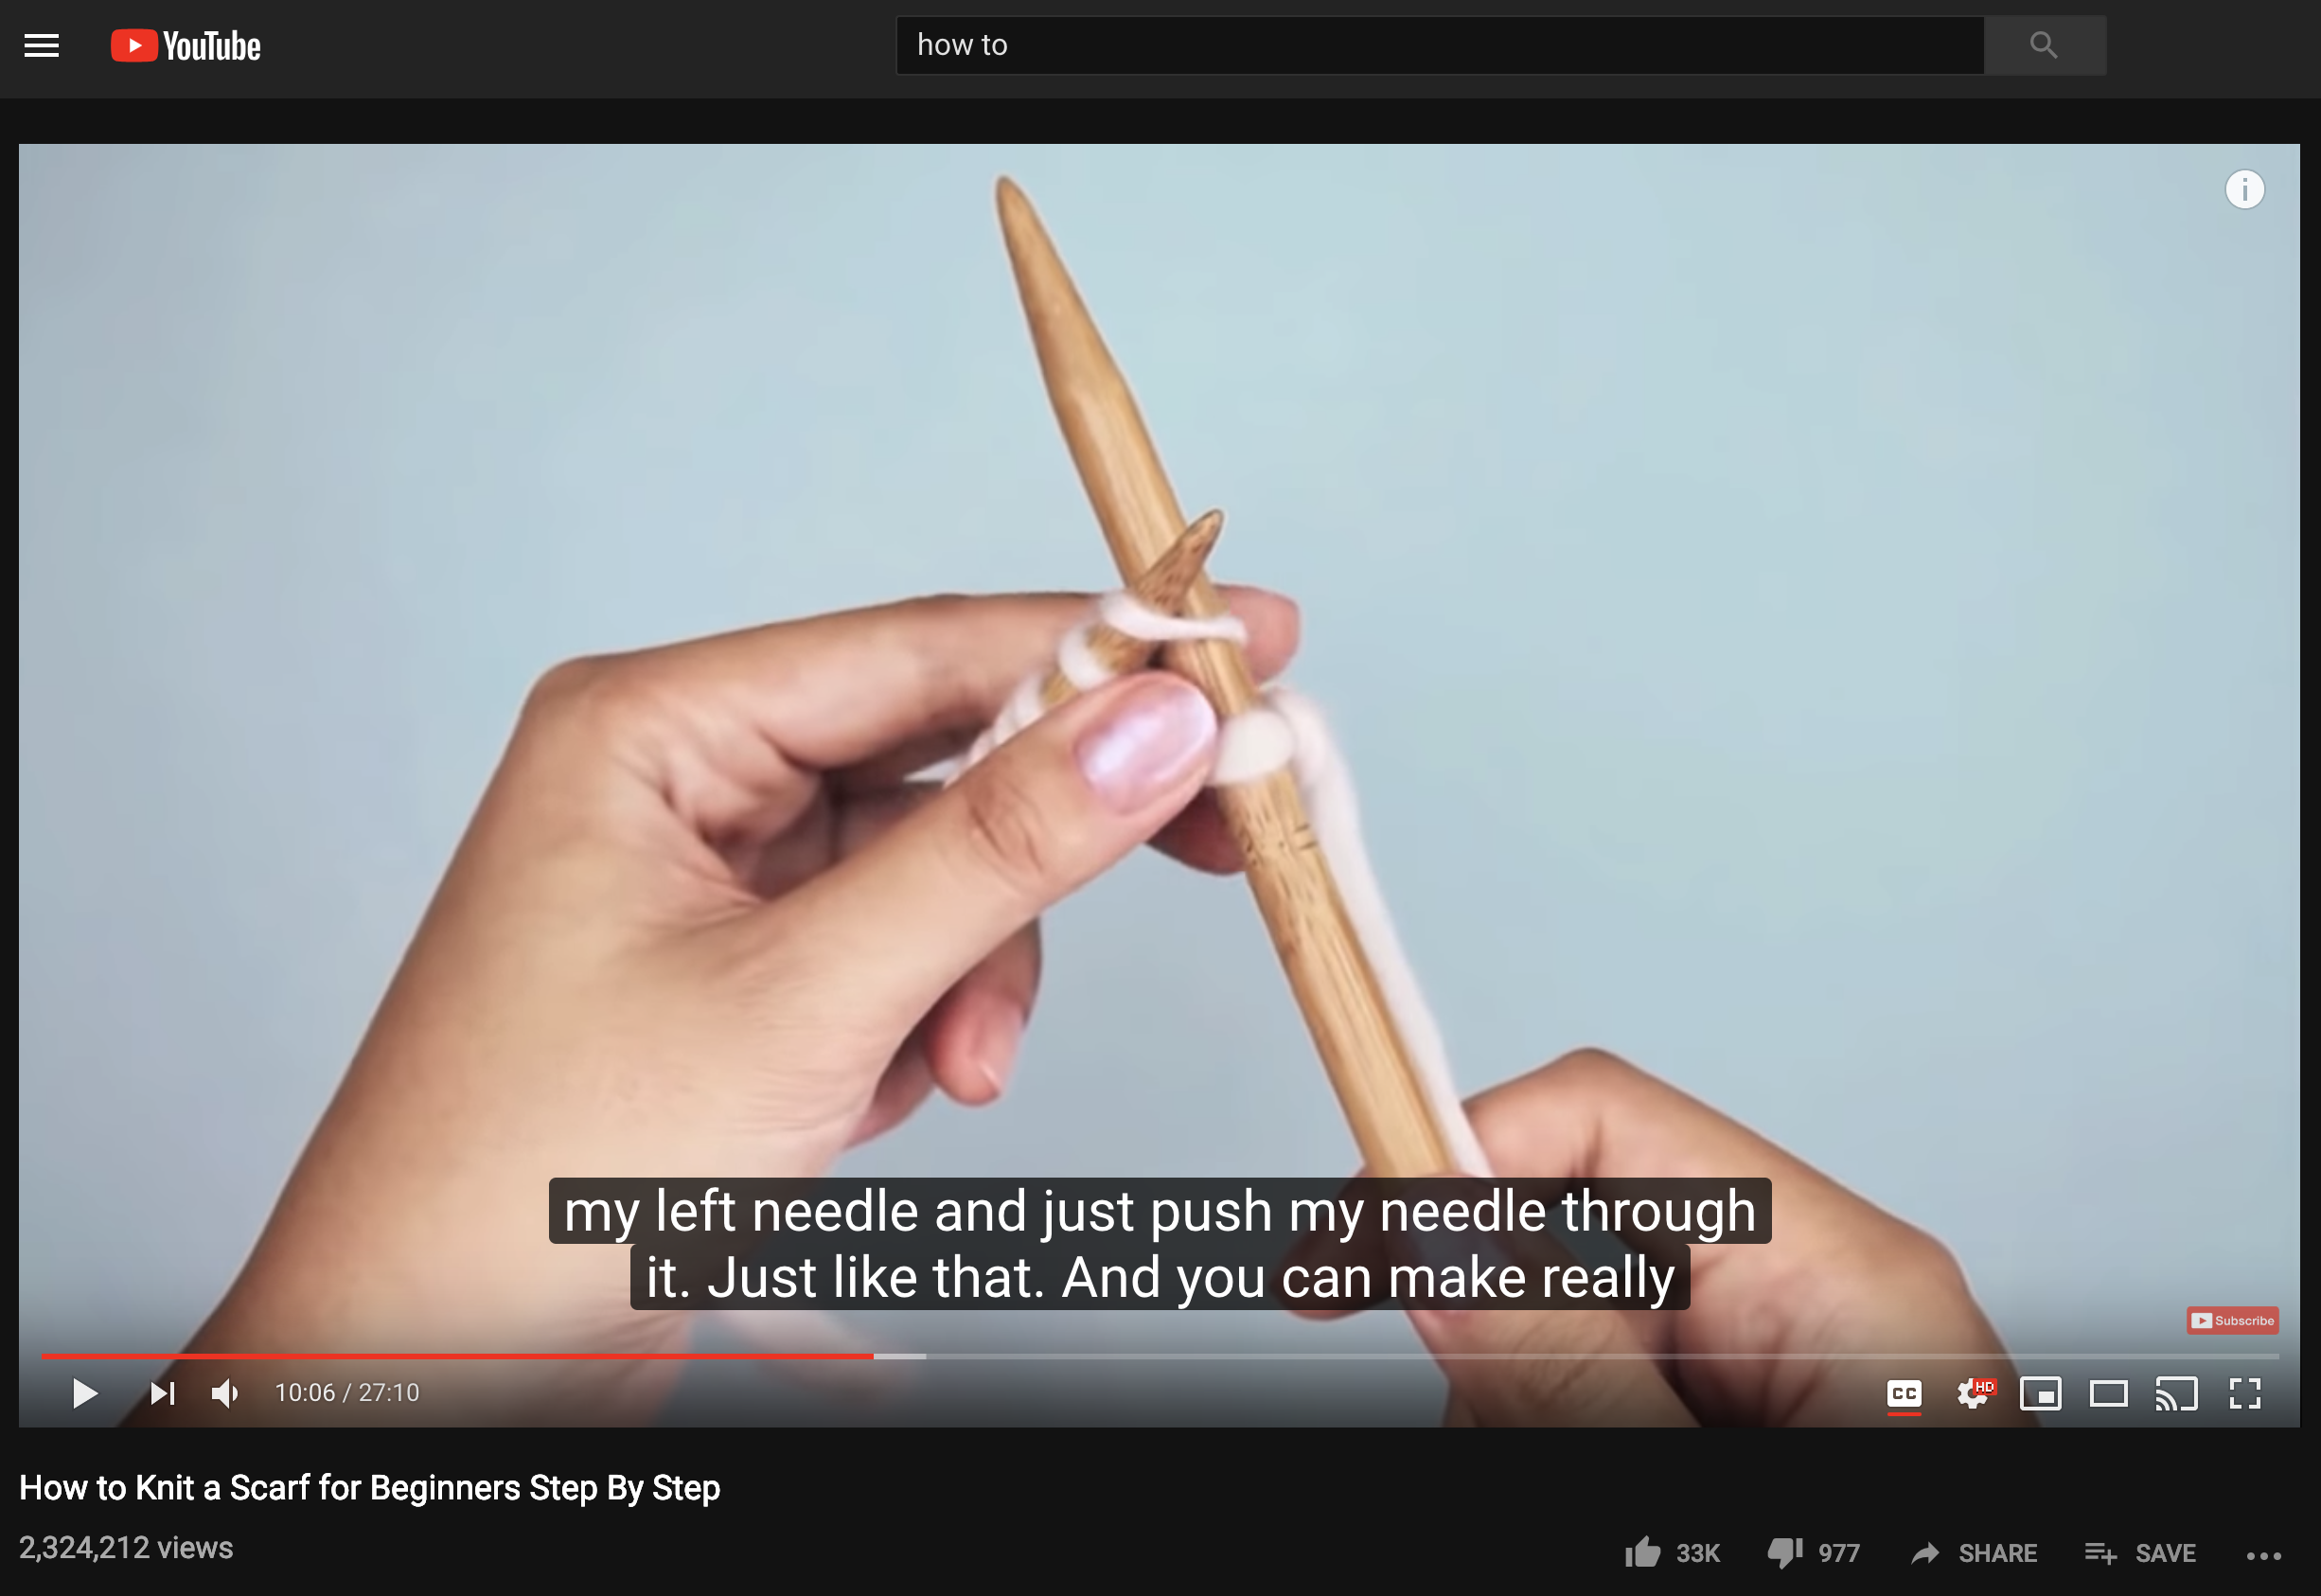 YouTube
how to
i
my left needle and just push my needle through
it. Just like that. And you can make really
Subscribe
10:06 / 27:10
CC
HD
How to Knit a Scarf for Beginners Step By Step
2,324,212 views
33K
977
SHARE
SAVE